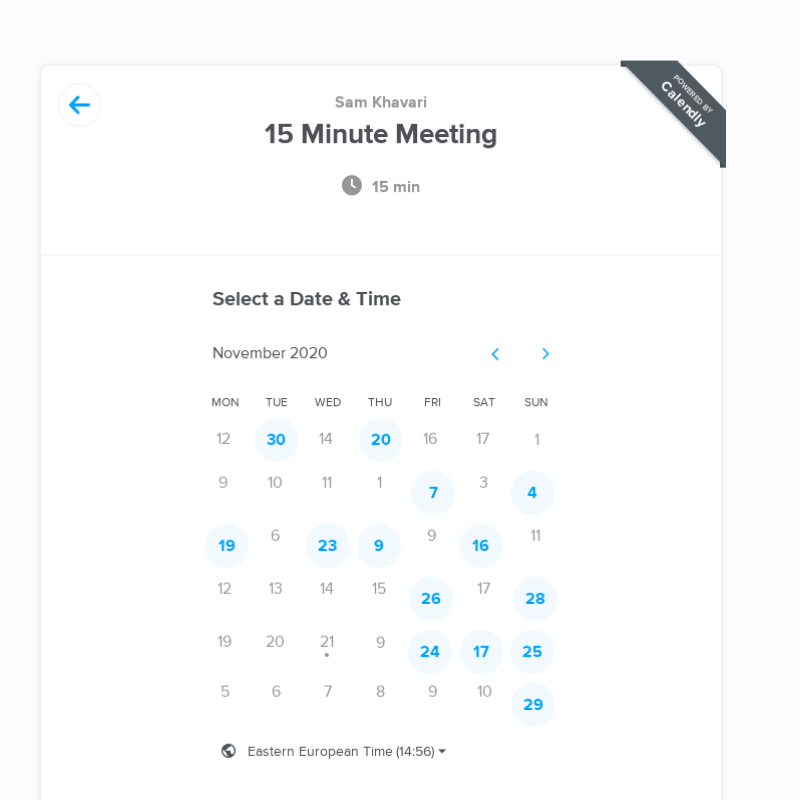 POWERED BY
Calendly
Sam Khavari
15 Minute Meeting
15 min
Select a Date & Time
November 2020
MON TUE WED THU FRI SAT SUN
12 30 14 20 16 17 1
9 10 11 1 7 3 4
19 6 23 9 9 16 11
12 13 14 15 26 17 28
19 20 21 9 24 17 25
5 6 7 8 9 10 29
Eastern European Time (14:56)